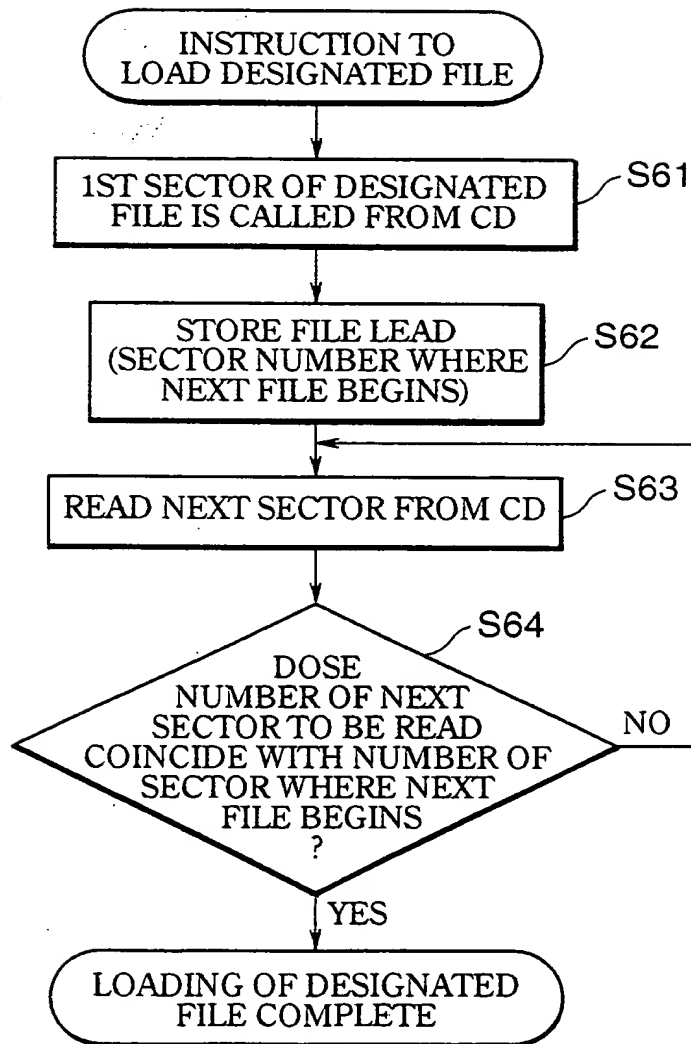 INSTRUCTION TO
LOAD DESIGNATED FILE
1ST SECTOR OF DESIGNATED
FILE IS CALLED FROM CD
S61
STORE FILE LEAD
(SECTOR NUMBER WHERE
NEXT FILE BEGINS)
S62
READ NEXT SECTOR FROM CD
S63
S64
DOSE
NUMBER OF NEXT
SECTOR TO BE READ
COINCIDE WITH NUMBER OF
SECTOR WHERE NEXT
FILE BEGINS
?
NO
YES
LOADING OF DESIGNATED
FILE COMPLETE